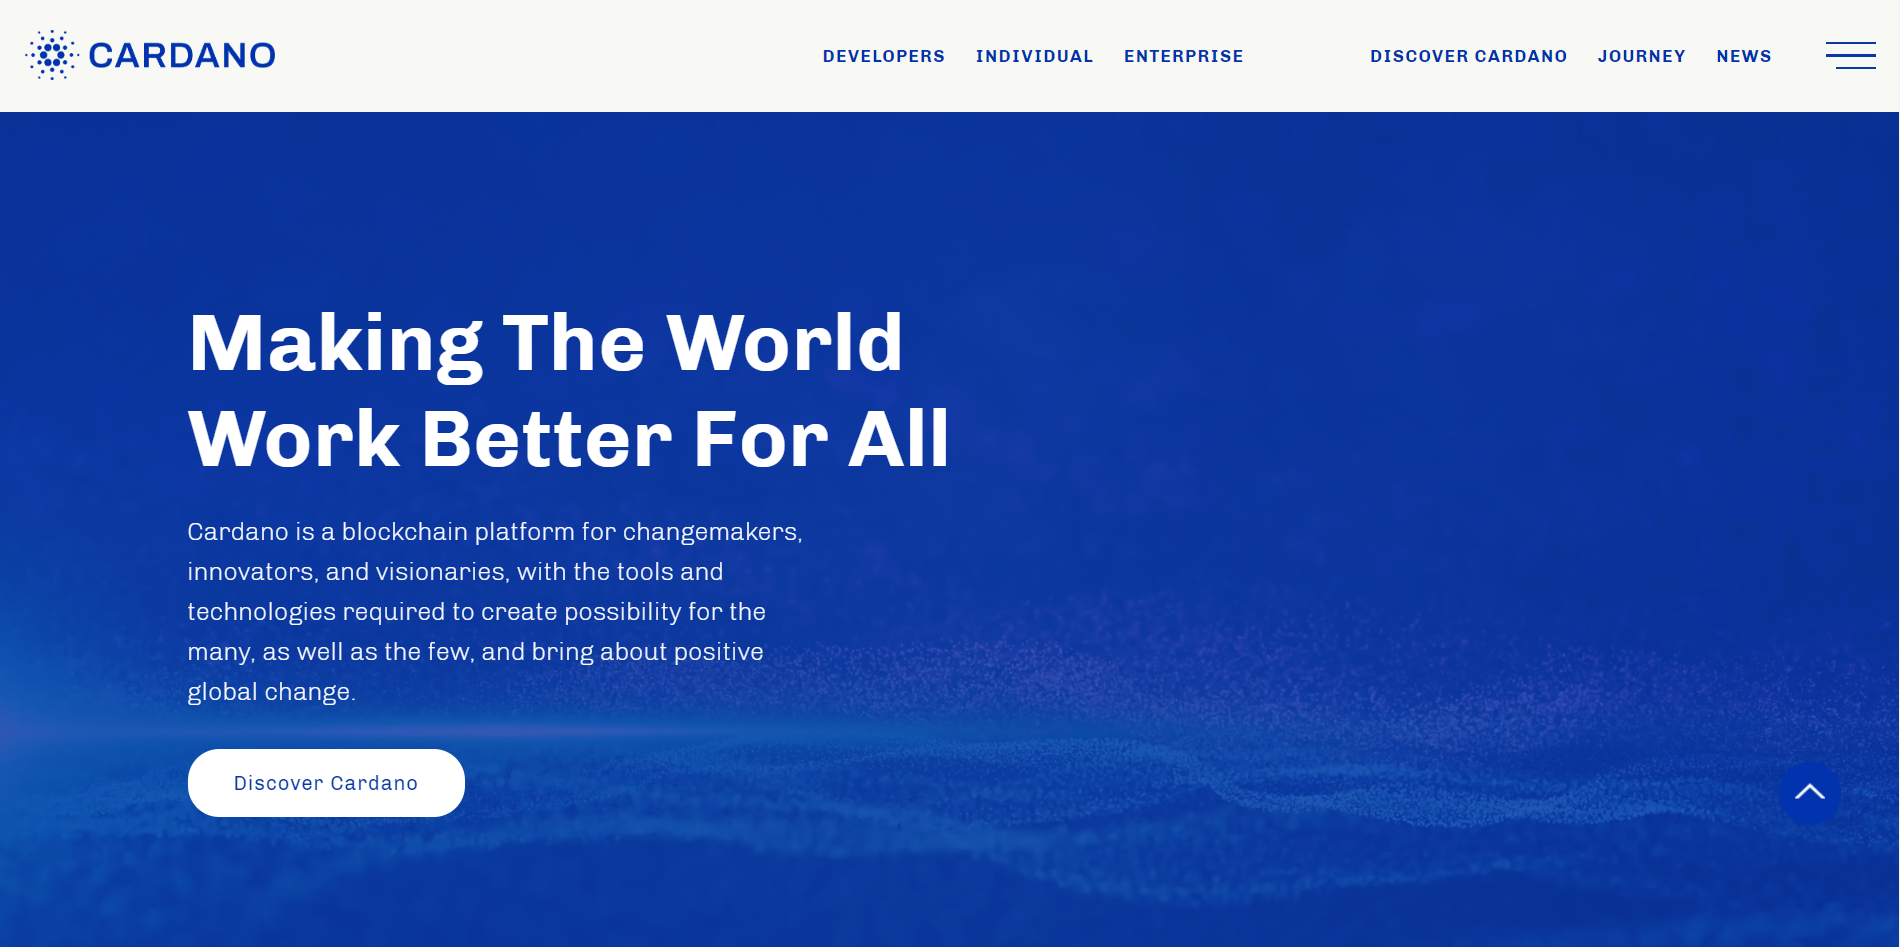 CARDANO
DEVELOPERS INDIVIDUAL ENTERPRISE DISCOVER CARDANO JOURNEY NEWS
Making The World
Work Better For All
Cardano is a blockchain platform for changemakers,
innovators, and visionaries, with the tools and
technologies required to create possibility for the
many, as well as the few, and bring about positive
global change.
Discover Cardano